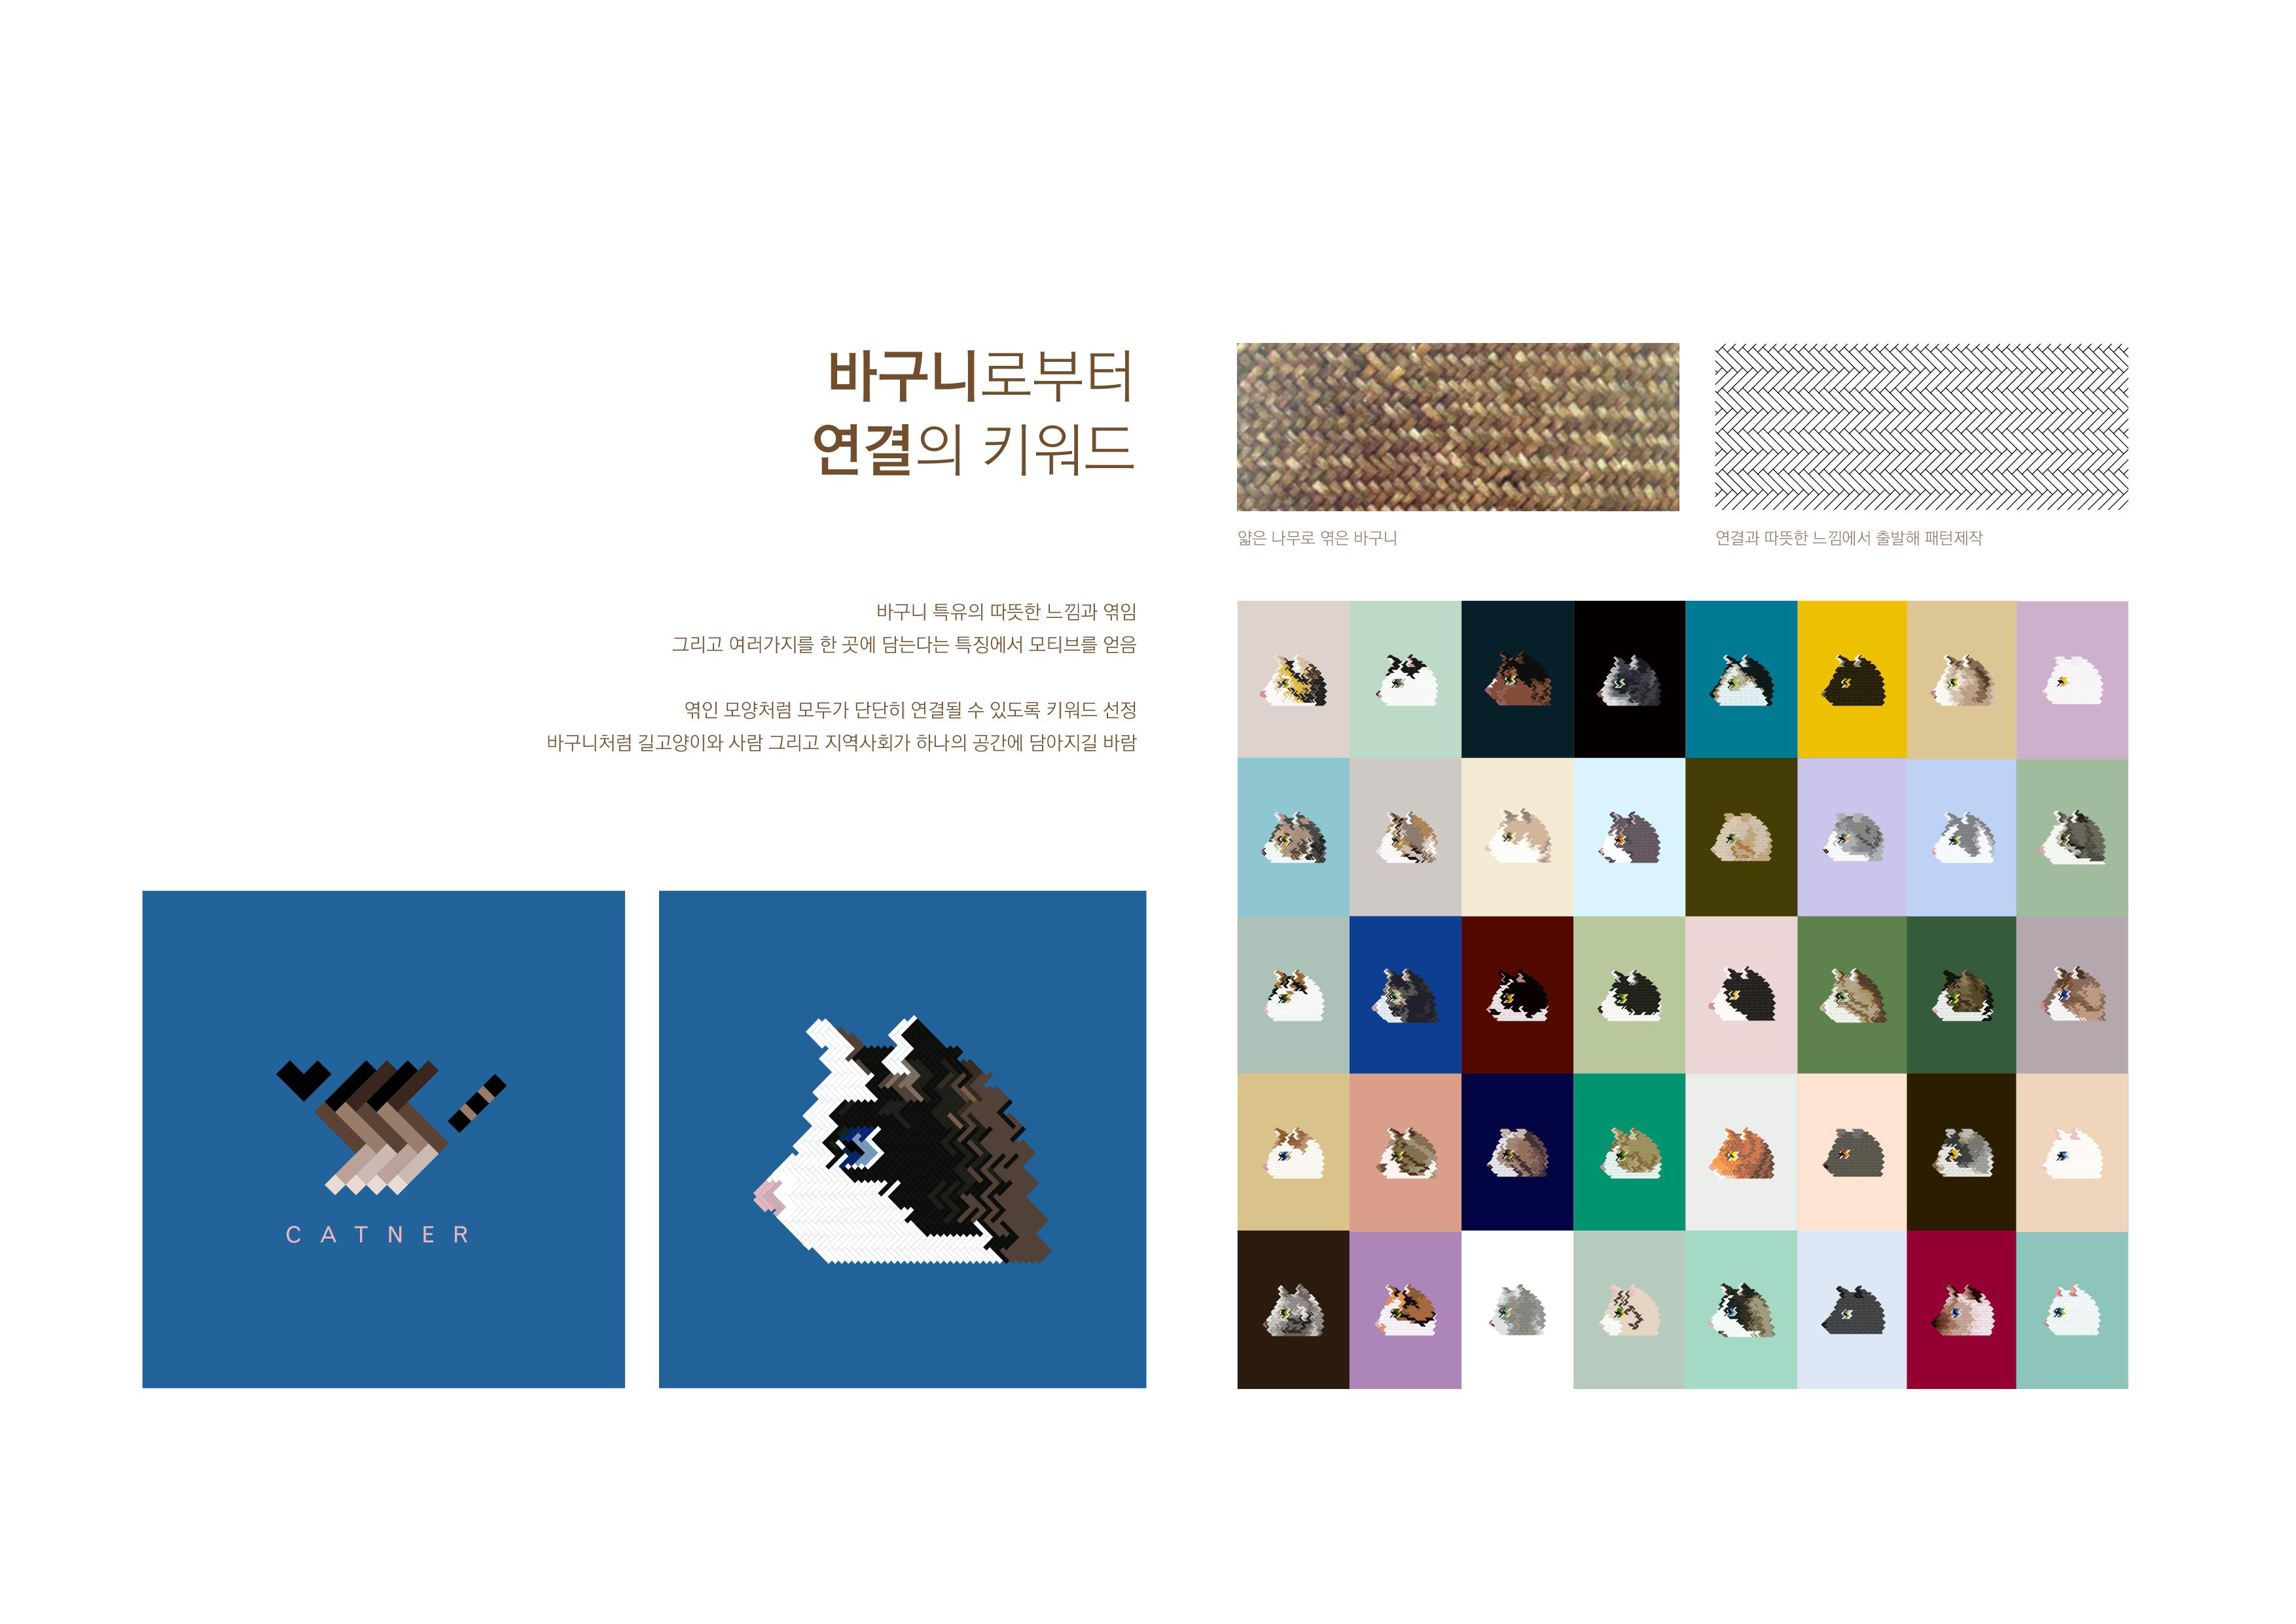 바구니로부터
연결의 키워드
바구니 특유의 따뜻한 느낌과 엮임
그리고 여러가지를 한 곳에 담는다는 특징에서 모티브를 얻음
엮인 모양처럼 모두가 단단히 연결될 수 있도록 키워드 선정
바구니처럼 길고양이와 사람 그리고 지역사회가 하나의 공간에 담아지길 바람
CATNER
얇은 나무로 엮은 바구니
연결과 따뜻한 느낌에서 출발해 패턴제작